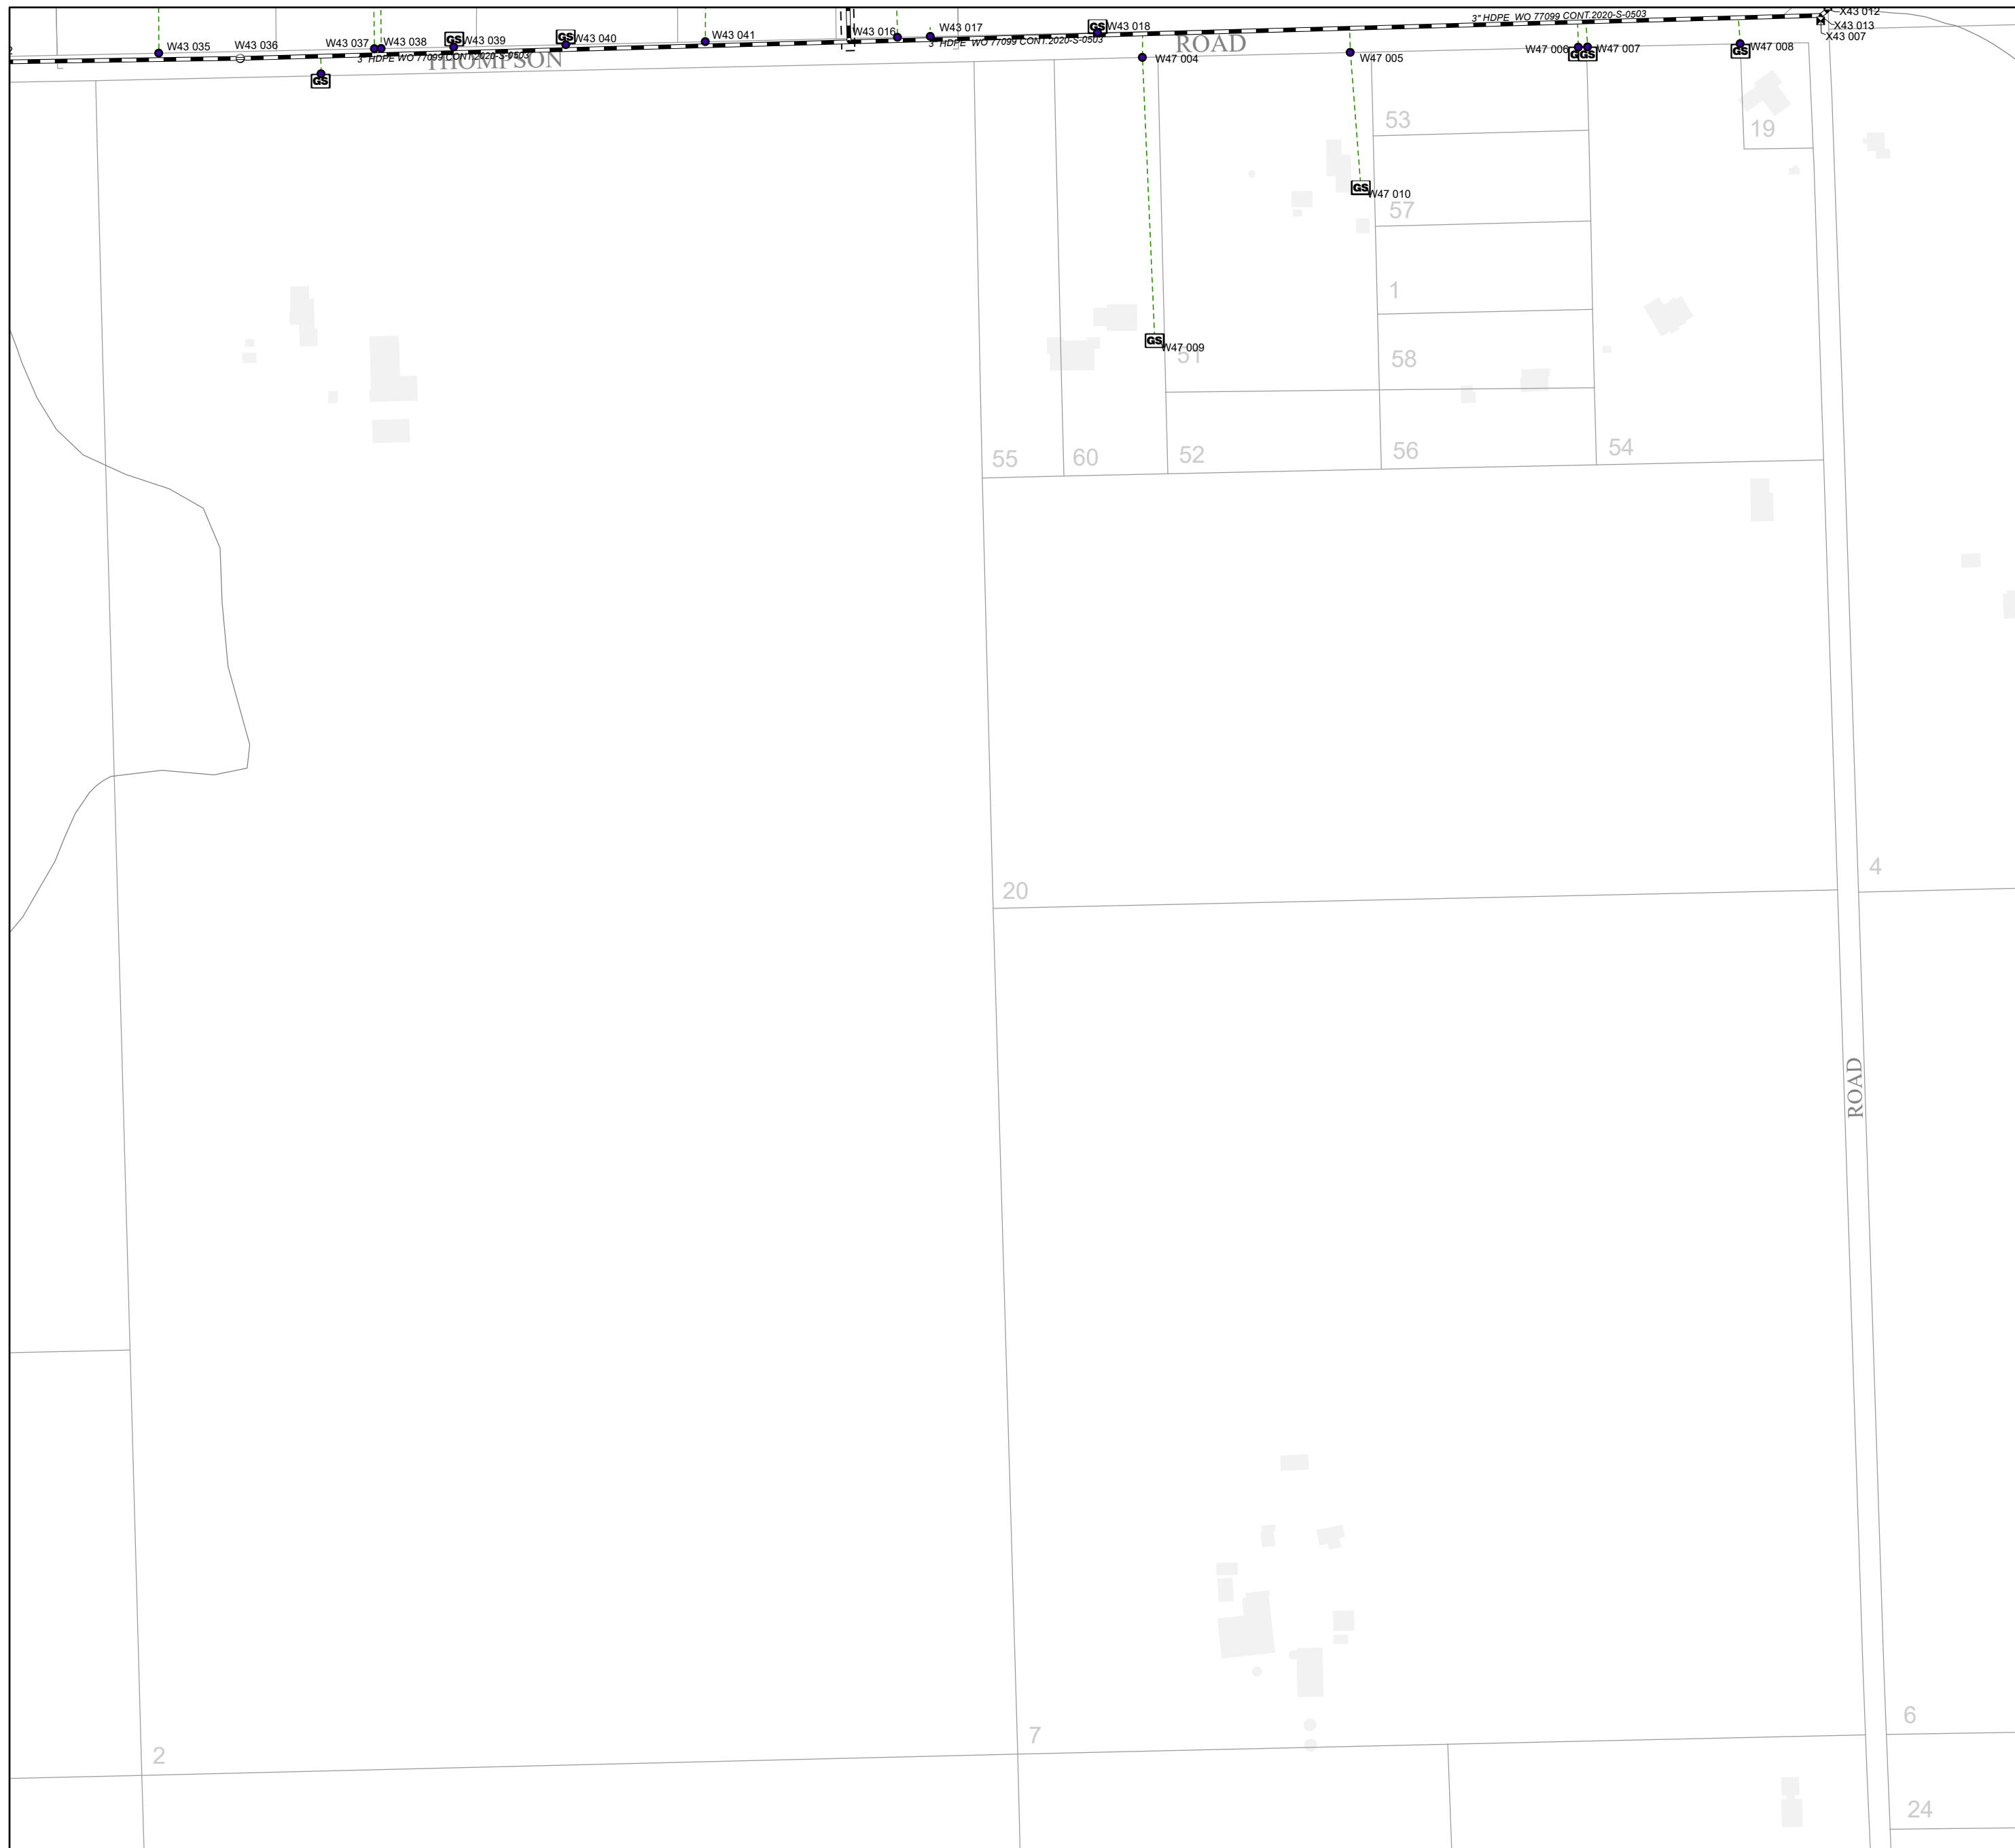 3" HDPE WO 77099 CONT.2020-S-0503
X43 012
X43 013
X43 007
W43 035
W43 036
W43 037
W43 038
GS
W43 039
GS
W43 040
W43 041
W43 016
W43 017
GS
W43 018
3" HDPE WO 77099 CONT.2020-S-0503
THOMPSON
3" HDPE WO 77099 CONT.2020-S-0503
ROAD
W47 004
W47 005
W47 006
GS
W47 007
GS
W47 008
GS
53
19
GS
W47 010
57
1
GS
W47 009
51
58
55
60
52
56
54
20
4
ROAD
2
7
6
24